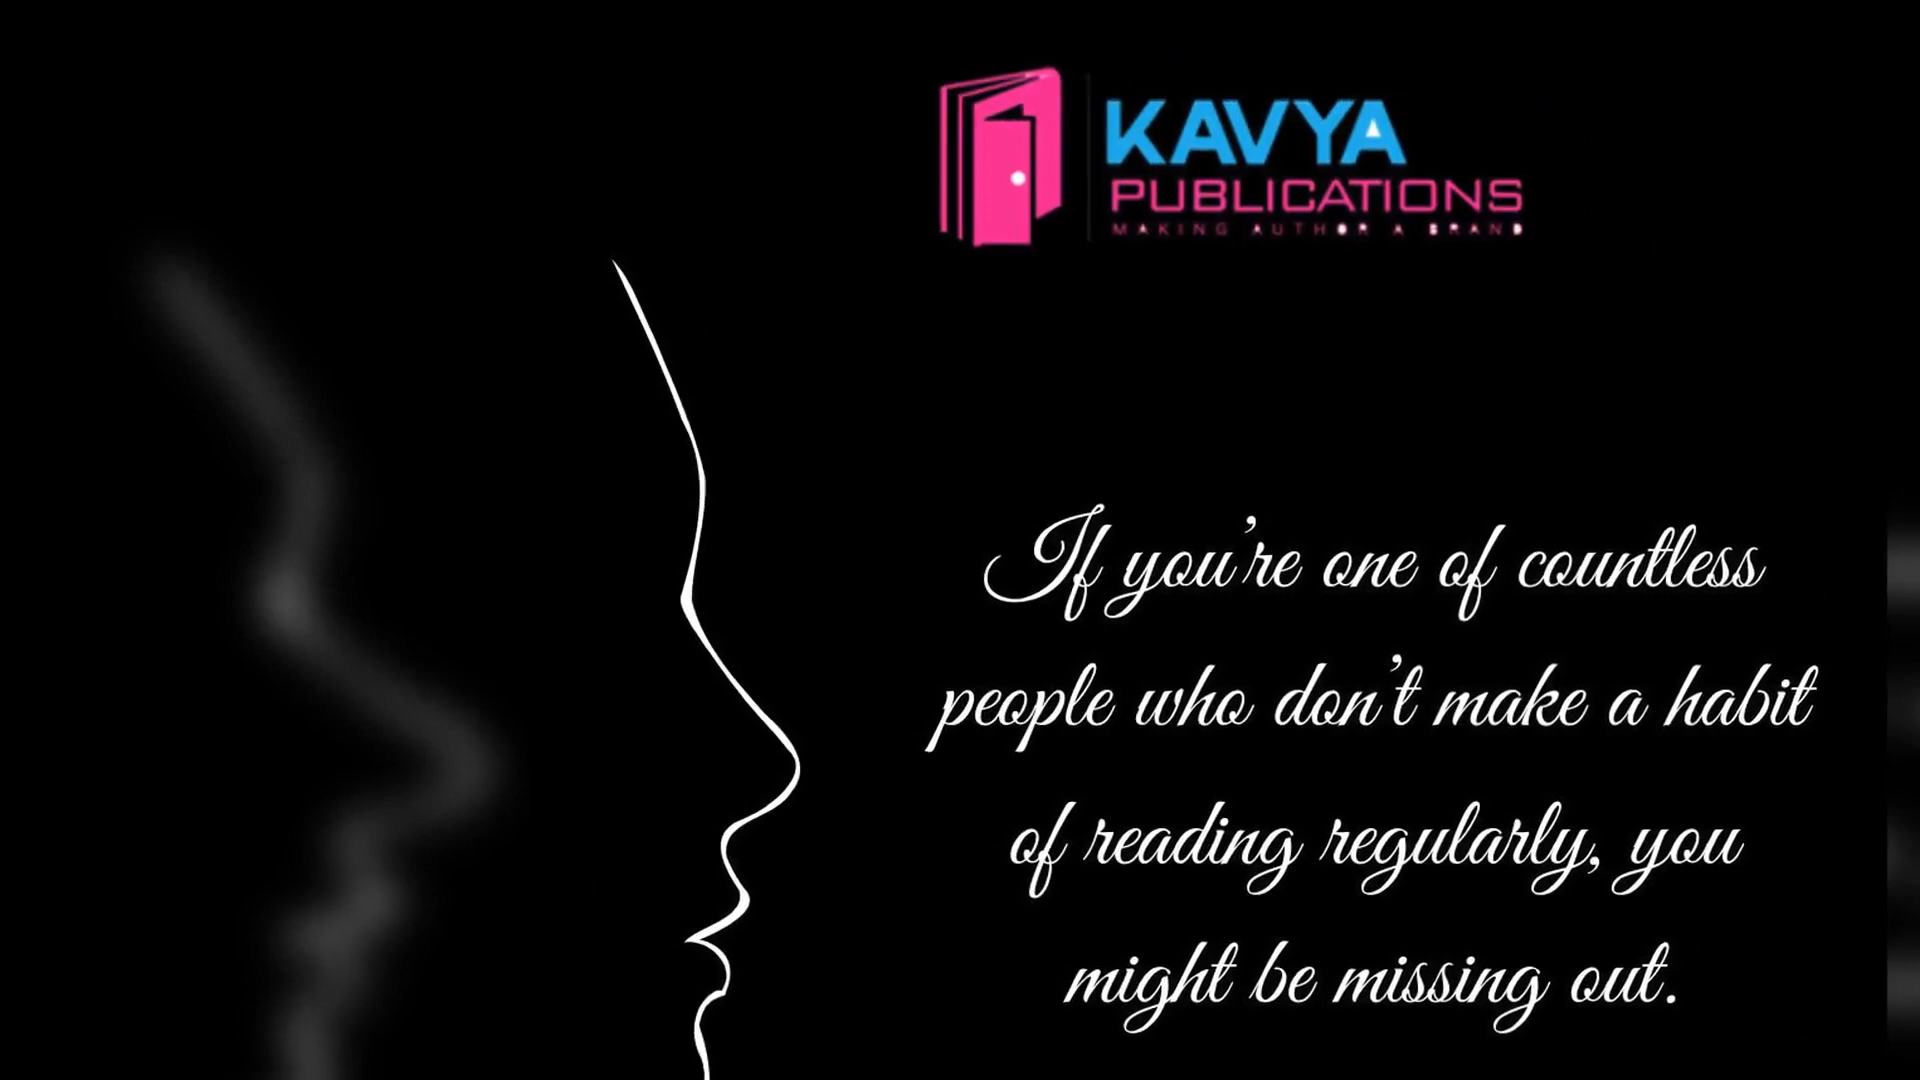 KAVYA
PUBLICATIONS
MAKING AUTHOR A BRAND
If you're one of countless
people who don't make a habit
of reading regularly, you
might be missing out.